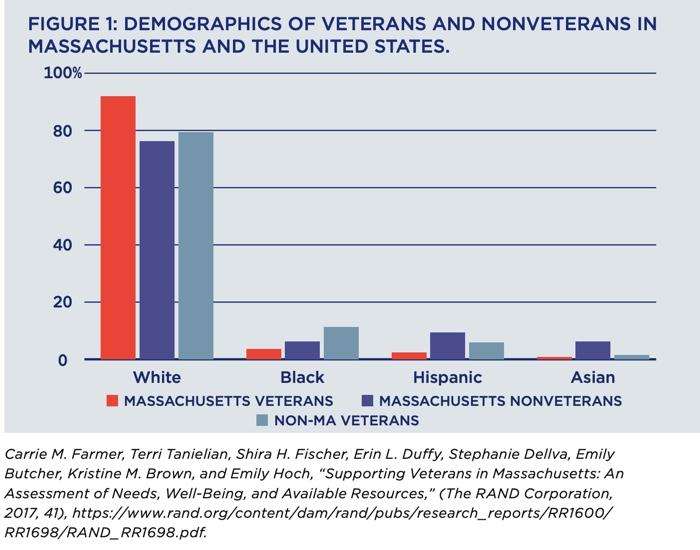 FIGURE 1: DEMOGRAPHICS OF VETERANS AND NONVETERANS IN
MASSACHUSETTS AND THE UNITED STATES.
100%
80
60
40
20
0
White Black Hispanic Asian
MASSACHUSETTS VETERANS MASSACHUSETTS NONVETERANS
NON-MA VETERANS
Carrie M. Farmer, Terri Tanielian, Shira H. Fischer, Erin L. Duffy, Stephanie Dellva, Emily
Butcher, Kristine M. Brown, and Emily Hoch, “Supporting Veterans in Massachusetts: An
Assessment of Needs, Well-Being, and Available Resources,” (The RAND Corporation,
2017, 41), https://www.rand.org/content/dam/rand/pubs/research_reports/RR1600/
RR1698/RAND_RR1698.pdf.